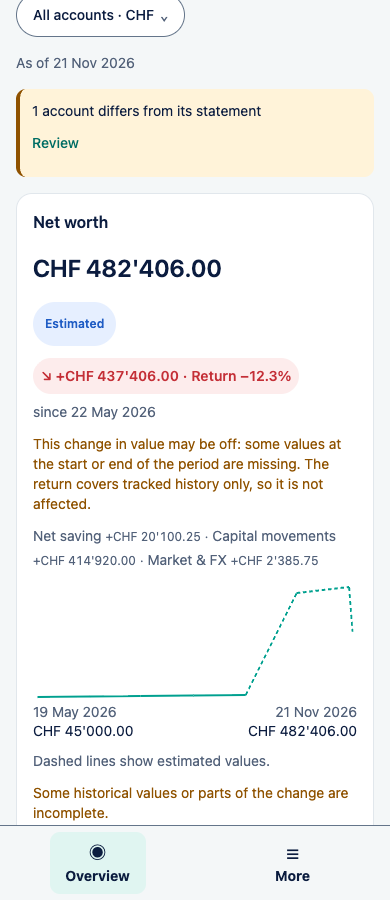 All accounts · CHF
As of 21 Nov 2026
1 account differs from its statement
Review
Net worth
CHF 482'406.00
Estimated
↘ +CHF 437'406.00 · Return −12.3%
since 22 May 2026
This change in value may be off: some values at
the start or end of the period are missing. The
return covers tracked history only, so it is not
affected.
Net saving +CHF 20'100.25 · Capital movements
+CHF 414'920.00 · Market & FX +CHF 2'385.75
19 May 2026
CHF 45'000.00
21 Nov 2026
CHF 482'406.00
Dashed lines show estimated values.
Some historical values or parts of the change are
incomplete.
Overview
More